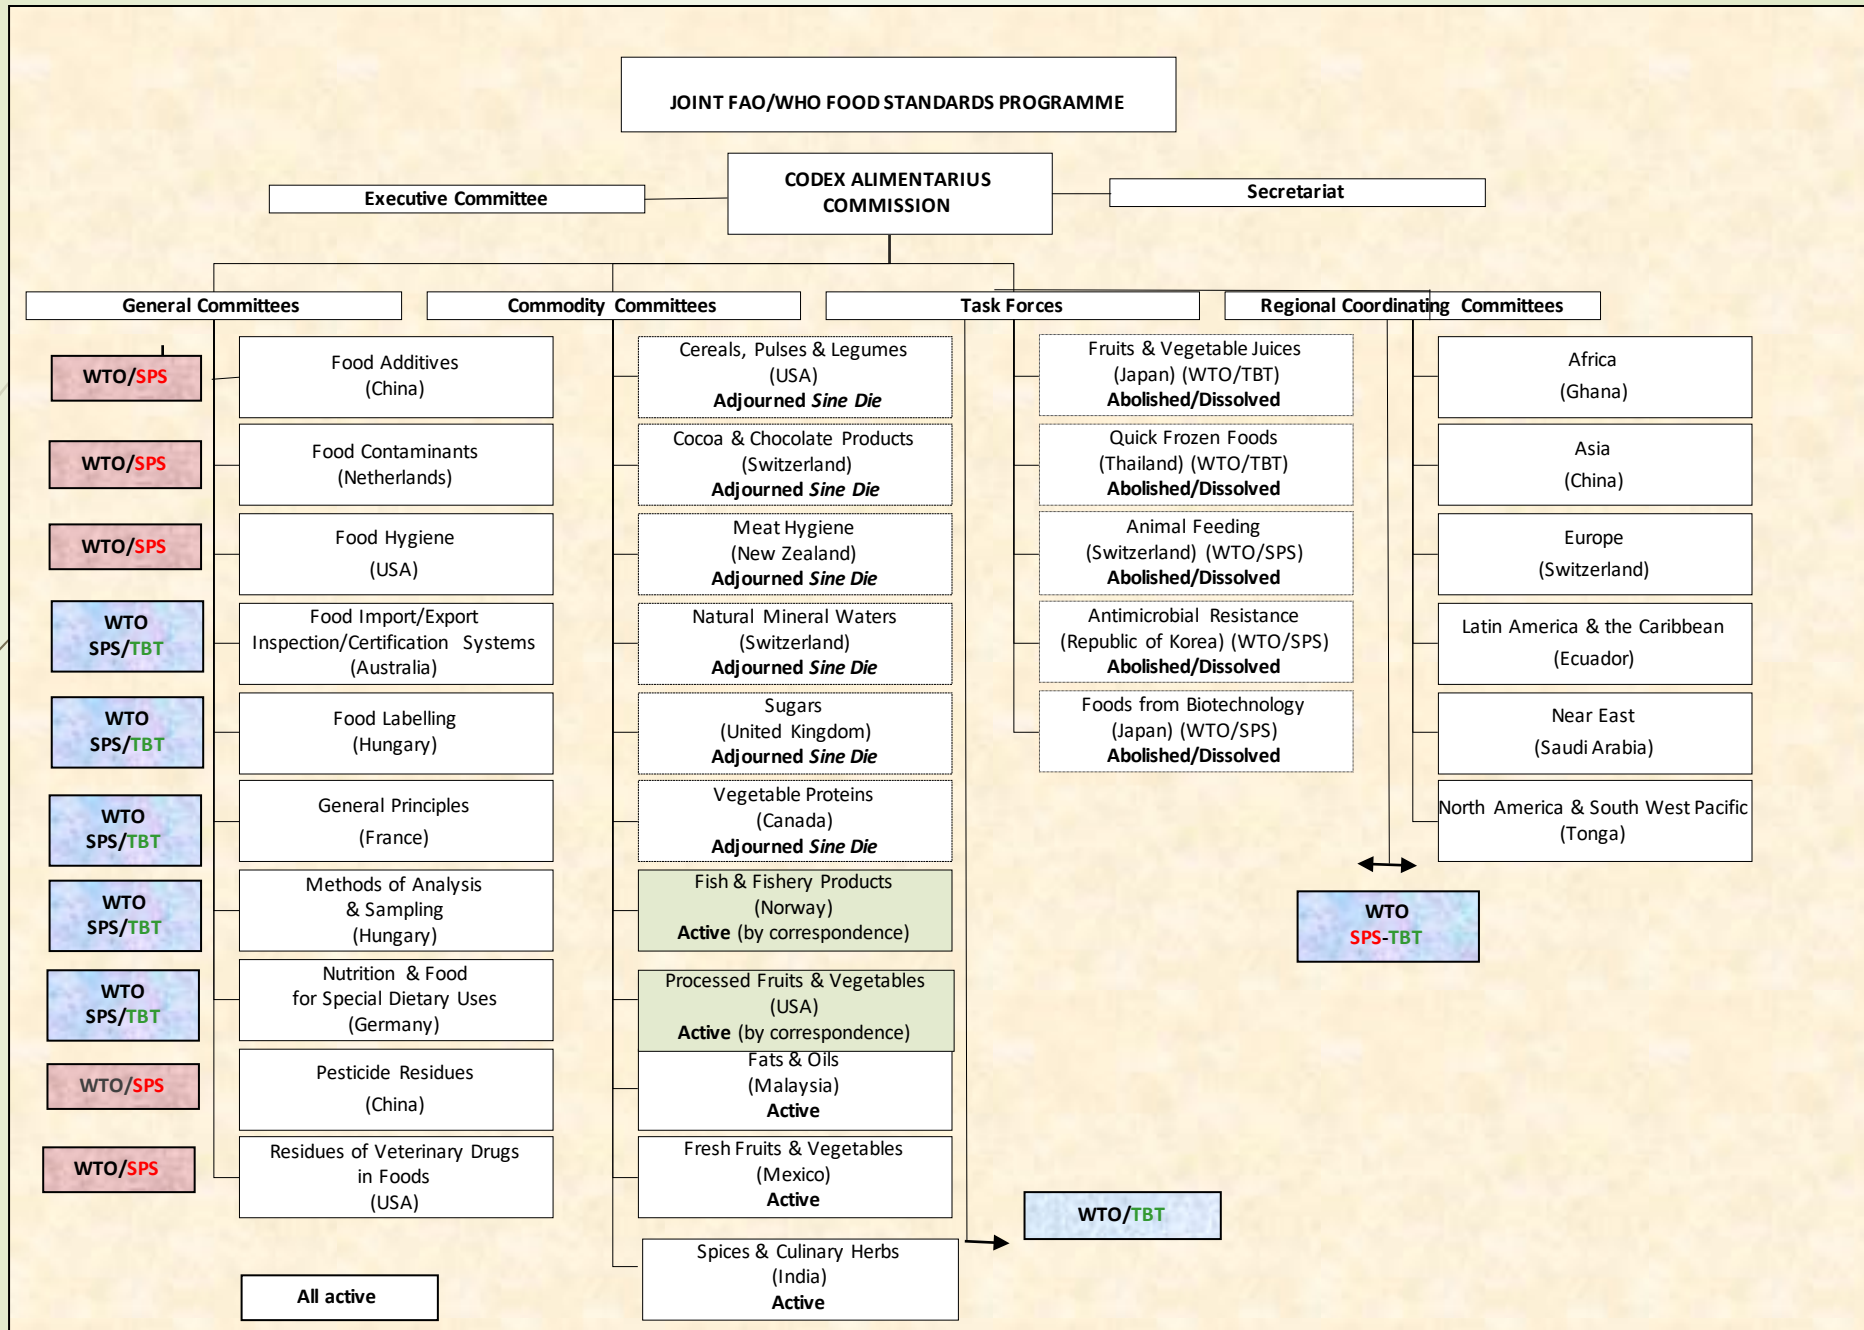 JOINT FAO/WHO FOOD STANDARDS PROGRAMME
CODEX ALIMENTARIUS
COMMISSION
Executive Committee
Secretariat
General Committees
Commodity Committees
Task Forces
Regional Coordinating Committees
WTO/SPS
Food Additives
(China)
WTO/SPS
Food Contaminants
(Netherlands)
WTO/SPS
Food Hygiene
(USA)
WTO
SPS/TBT
Food Import/Export
Inspection/Certification Systems
(Australia)
WTO
SPS/TBT
Food Labelling
(Hungary)
WTO
SPS/TBT
General Principles
(France)
WTO
SPS/TBT
Methods of Analysis
& Sampling
(Hungary)
WTO
SPS/TBT
Nutrition & Food
for Special Dietary Uses
(Germany)
WTO/SPS
Pesticide Residues
(China)
WTO/SPS
Residues of Veterinary Drugs
in Foods
(USA)
All active
Cereals, Pulses & Legumes
(USA)
Adjourned Sine Die
Cocoa & Chocolate Products
(Switzerland)
Adjourned Sine Die
Meat Hygiene
(New Zealand)
Adjourned Sine Die
Natural Mineral Waters
(Switzerland)
Adjourned Sine Die
Sugars
(United Kingdom)
Adjourned Sine Die
Vegetable Proteins
(Canada)
Adjourned Sine Die
Fish & Fishery Products
(Norway)
Active (by correspondence)
Processed Fruits & Vegetables
(USA)
Active (by correspondence)
Fats & Oils
(Malaysia)
Active
Fresh Fruits & Vegetables
(Mexico)
Active
Spices & Culinary Herbs
(India)
Active
Fruits & Vegetable Juices
(Japan) (WTO/TBT)
Abolished/Dissolved
Quick Frozen Foods
(Thailand) (WTO/TBT)
Abolished/Dissolved
Animal Feeding
(Switzerland) (WTO/SPS)
Abolished/Dissolved
Antimicrobial Resistance
(Republic of Korea) (WTO/SPS)
Abolished/Dissolved
Foods from Biotechnology
(Japan) (WTO/SPS)
Abolished/Dissolved
WTO/TBT
Africa
(Ghana)
Asia
(China)
Europe
(Switzerland)
Latin America & the Caribbean
(Ecuador)
Near East
(Saudi Arabia)
North America & South West Pacific
(Tonga)
WTO
SPS-TBT